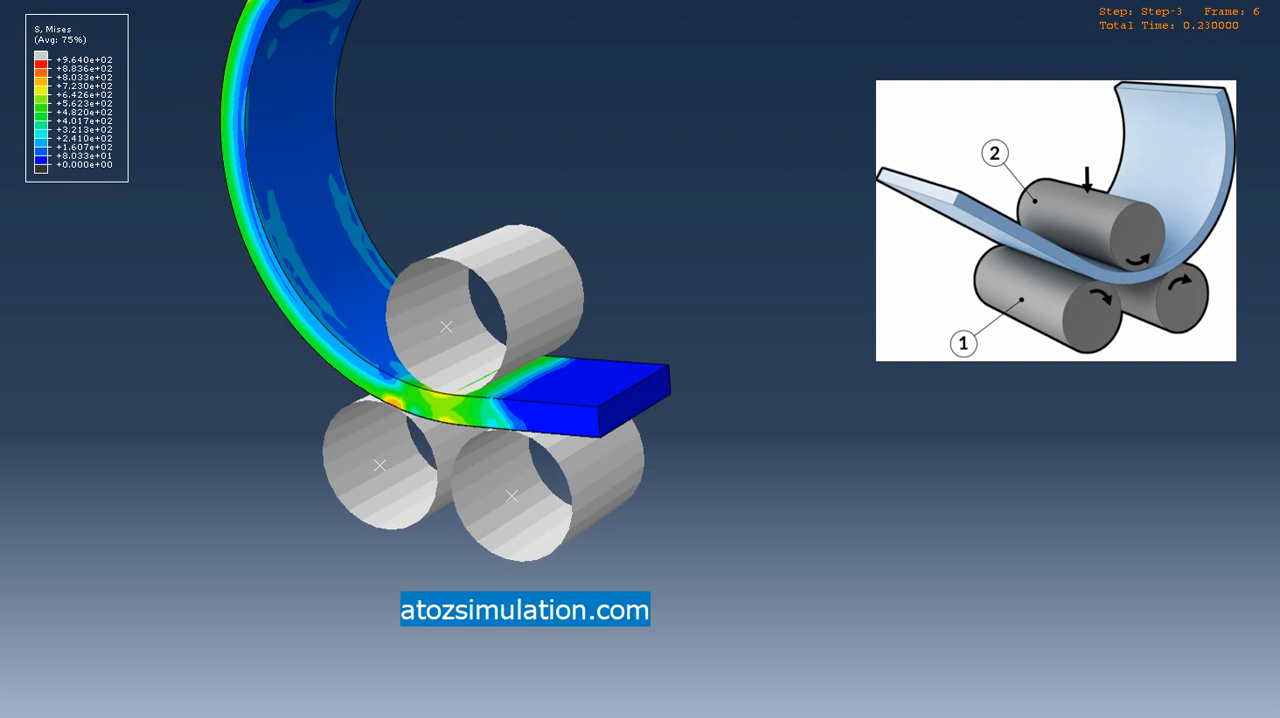 S, Mises
(Avg: 75%)
+9.640e+02
+8.836e+02
+8.033e+02
+7.230e+02
+6.426e+02
+5.623e+02
+4.820e+02
+4.017e+02
+3.213e+02
+2.410e+02
+1.607e+02
+8.033e+01
+0.000e+00
Step: Step-3 Frame: 6
Total Time: 0.230000
2
1
atozsimulation.com